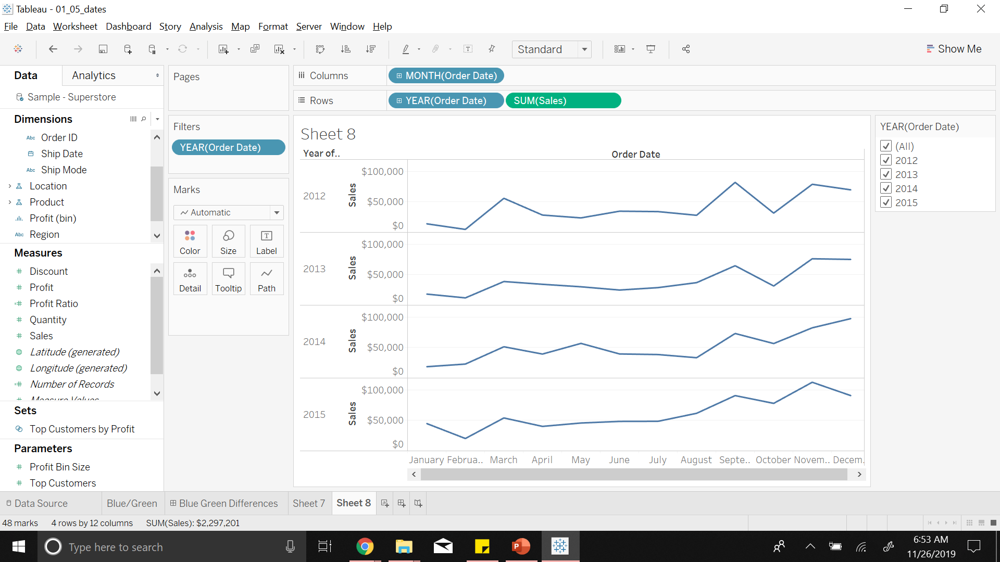 Tableau - 01_05_dates
File Data Worksheet Dashboard Story Analysis Map Format Server Window Help
Standard
Show Me
Data Analytics
Sample - Superstore
Dimensions
Abc Order ID
Ship Date
Abc Ship Mode
Location
Product
Profit (bin)
Abc Region
Measures
# Discount
# Profit
=# Profit Ratio
# Quantity
# Sales
Latitude (generated)
Longitude (generated)
=# Number of Records
# Measure Values
Sets
Top Customers by Profit
Parameters
# Profit Bin Size
# Top Customers
Pages
Filters
YEAR(Order Date)
Marks
Automatic
Color Size Label
Detail Tooltip Path
Columns MONTH(Order Date)
Rows YEAR(Order Date) SUM(Sales)
Sheet 8
Year of.. Order Date
2012 Sales $100,000
$50,000
$0
2013 Sales $100,000
$50,000
$0
2014 Sales $100,000
$50,000
$0
2015 Sales $100,000
$50,000
$0
January Februa.. March April May June July August Septe.. October Novem.. Decem.
YEAR(Order Date)
(All)
2012
2013
2014
2015
Data Source Blue/Green Blue Green Differences Sheet 7 Sheet 8
48 marks 4 rows by 12 columns SUM(Sales): $2,297,201
Type here to search
6:53 AM
11/26/2019